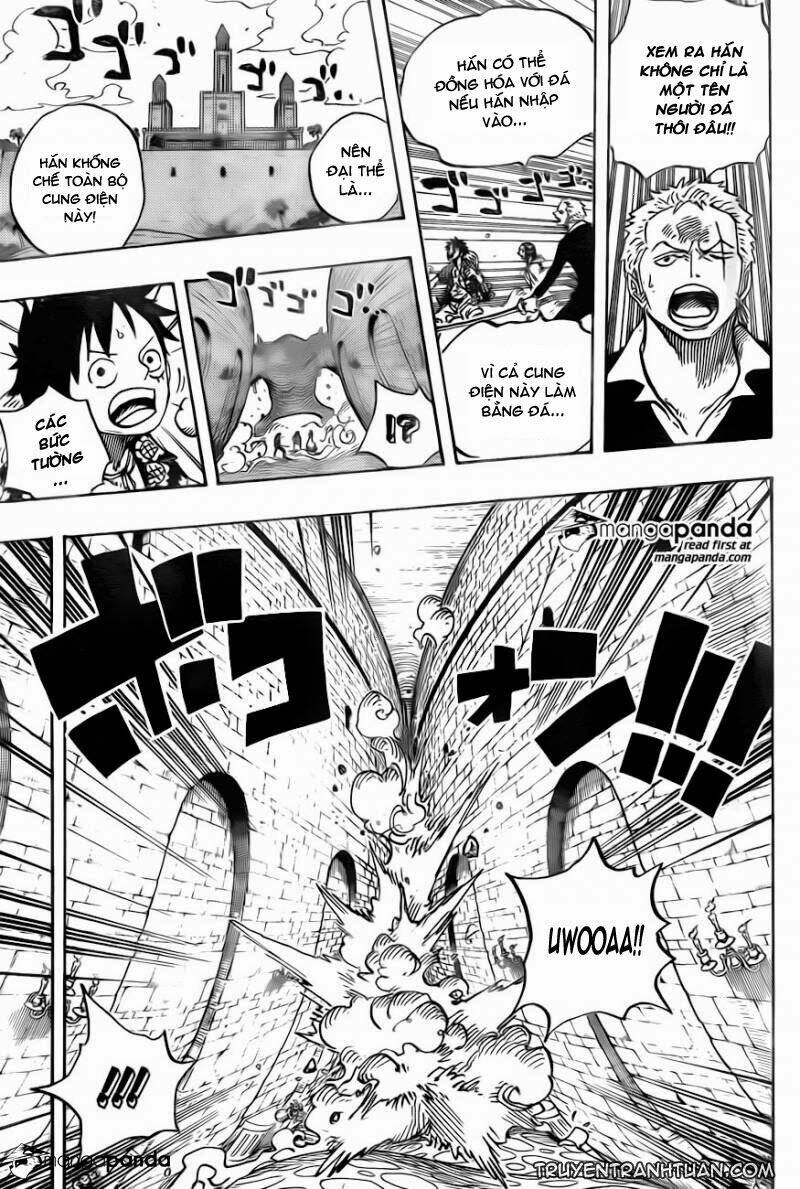 XEM RA HẮN
KHÔNG CHỈ LÀ
MỘT TÊN
NGƯỜI ĐÁ
THÔI ĐÂU!!
HẮN CÓ THỂ
ĐỒNG HÓA VỚI ĐÁ
NẾU HẮN NHẬP
VÀO...
ゴゴゴ
VÌ CẢ CUNG
ĐIỆN NÀY LÀM
BẰNG ĐÁ...
ゴゴゴゴ
NÊN
ĐẠI THỂ
LÀ...
HẮN KHỐNG
CHẾ TOÀN BỘ
CUNG ĐIỆN
NÀY!
ゴゴゴゴ
!?
CÁC
BỨC
TƯỜNG
...
mangapanda
read first at
mangapanda.com
ボコォン!!!
UWOOAA!!
!!!
mangapanda
TRUYENTRANHTUAN.COM